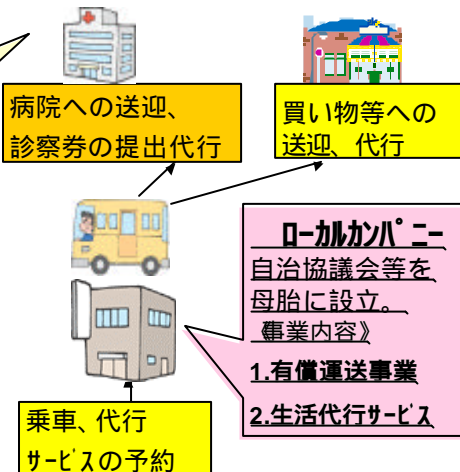 病院への送迎、
診察券の提出代行
買い物等への
送迎、代行
ローカルカンパニー
自治協議会等を
母胎に設立。
《事業内容》
1.有償運送事業
2.生活代行サービス
乗車、代行
サービスの予約